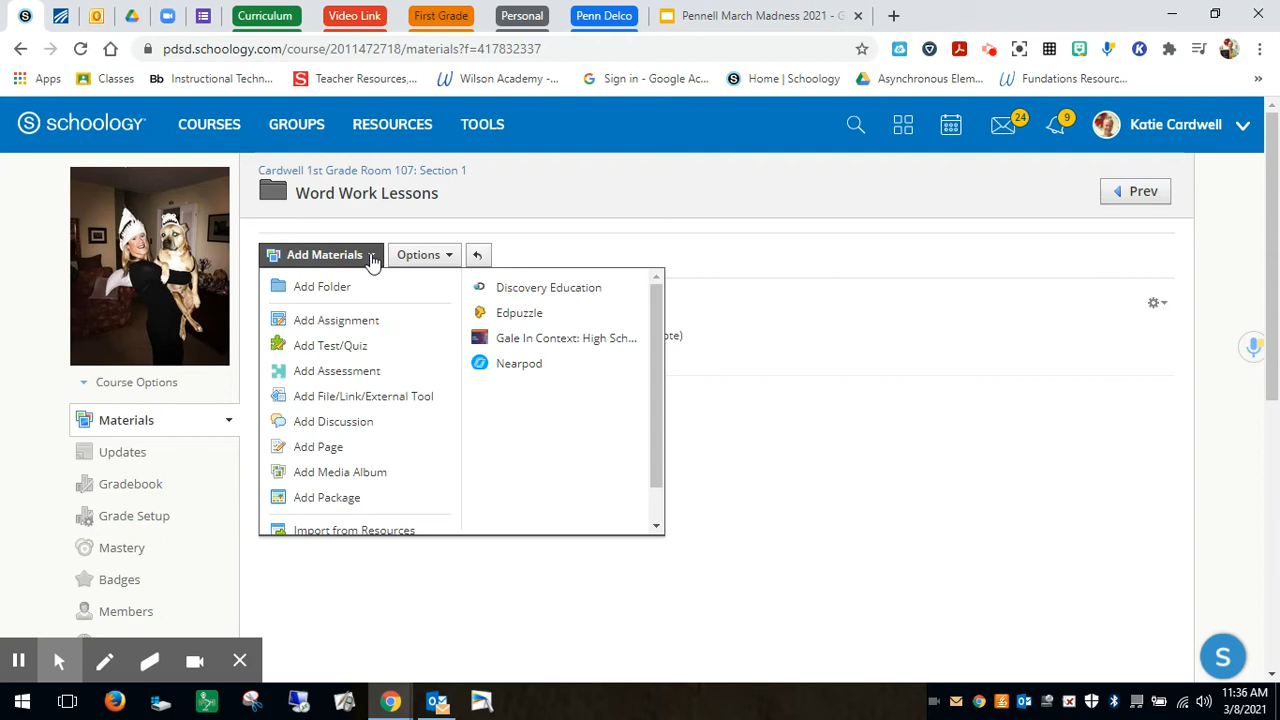 Curriculum
Video Link
First Grade
Personal
Penn Delco
Pennell March Madness 2021 - G
pdsd.schoology.com/course/2011472718/materials?f=417832337
Apps
Classes
Bb Instructional Techn...
Teacher Resources,...
Wilson Academy -...
Sign in - Google Ac...
Home | Schoology
Asynchronous Elem...
Fundations Resourc...
»
S schoology
COURSES
GROUPS
RESOURCES
TOOLS
24
9
Katie Cardwell
Cardwell 1st Grade Room 107: Section 1
Word Work Lessons
Prev
Add Materials
Options
Add Folder
Add Assignment
Add Test/Quiz
Add Assessment
Add File/Link/External Tool
Add Discussion
Add Page
Add Media Album
Add Package
Import from Resources
Discovery Education
Edpuzzle
Gale In Context: High Sch...
Nearpod
ote)
Course Options
Materials
Updates
Gradebook
Grade Setup
Mastery
Badges
Members
S
11:36 AM
3/8/2021